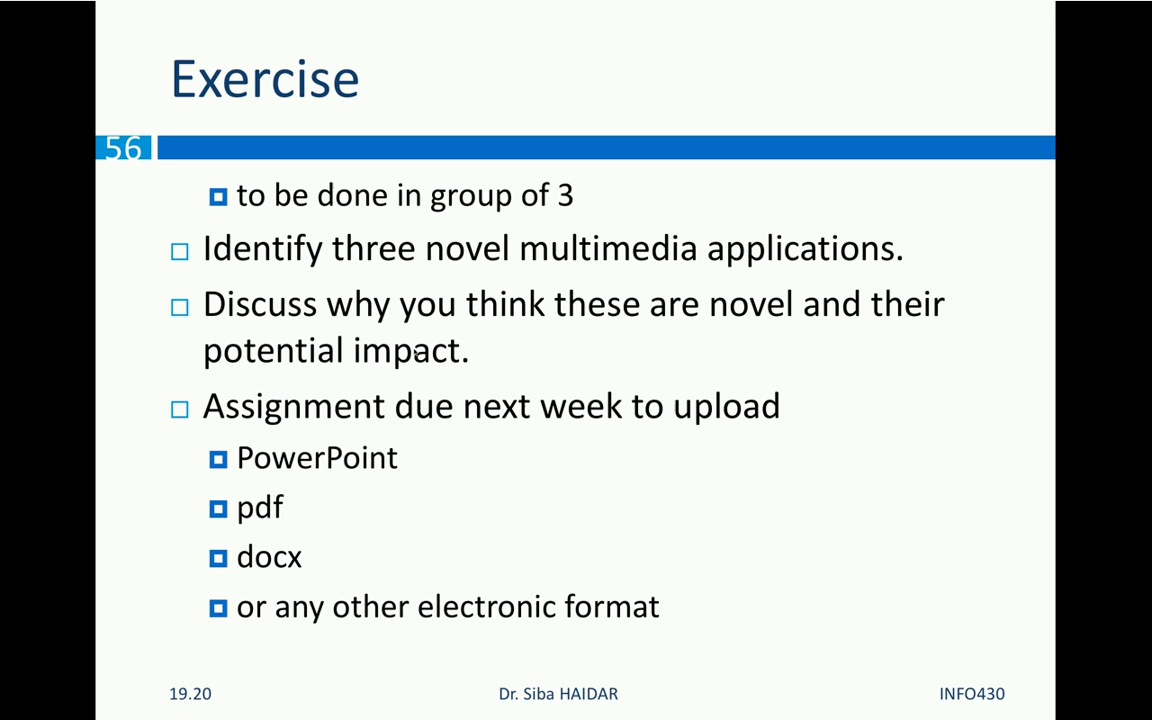 Exercise
56
to be done in group of 3
Identify three novel multimedia applications.
Discuss why you think these are novel and their
potential impact.
Assignment due next week to upload
PowerPoint
pdf
docx
or any other electronic format
19.20
Dr. Siba HAIDAR
INFO430